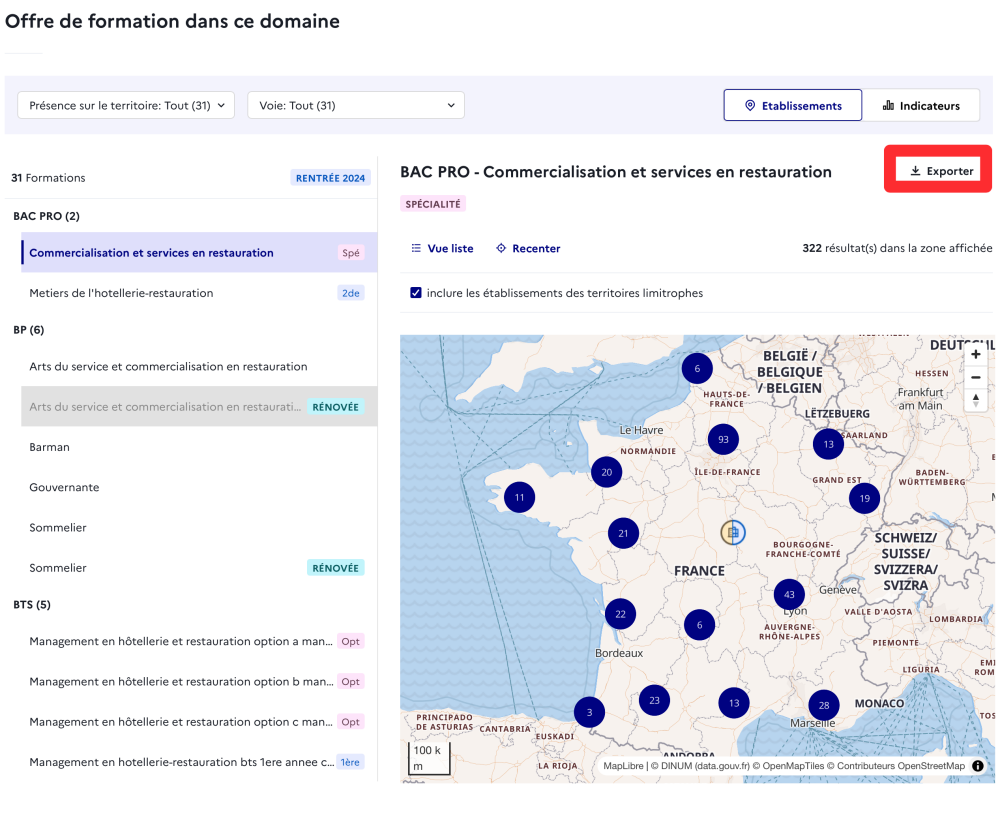 Offre de formation dans ce domaine
Présence sur le territoire: Tout (31)
Voie: Tout (31)
Etablissements
Indicateurs
31 Formations
RENTRÉE 2024
BAC PRO (2)
Commercialisation et services en restauration
Spé
Metiers de l'hotellerie-restauration
2de
BP (6)
Arts du service et commercialisation en restauration
Arts du service et commercialisation en restaurati...
RÉNOVÉE
Barman
Gouvernante
Sommelier
Sommelier
RÉNOVÉE
BTS (5)
Management en hôtellerie et restauration option a man...
Opt
Management en hôtellerie et restauration option b man...
Opt
Management en hôtellerie et restauration option c man...
Opt
Management en hotellerie-restauration bts 1ere annee c...
1ère
BAC PRO - Commercialisation et services en restauration
Exporter
SPÉCIALITÉ
Vue liste
Recenter
322 résultat(s) dans la zone affichée
inclure les établissements des territoires limitrophes
BELGIË /
BELGIQUE
/ BELGIEN
HESSEN
Frankfurt
am Main
6
HAUTS-DE-
FRANCE
LËTZEBUERG
Le Havre
NORMANDIE
93
13
SAARLAND
ÎLE-DE-FRANCE
GRAND EST
BADEN-
WÜRTTEMBERG
20
11
19
21
BOURGOGNE-
FRANCHE-COMTÉ
SCHWEIZ/
SUISSE/
SVIZZERA/
SVIZRA
FRANCE
43
Genève
Lyon
22
6
AUVERGNE-
RHÔNE-ALPES
VALLE D'AOSTA
LOMBARDIA
PIEMONTE
Bordeaux
LIGURIA
23
13
28
3
MONACO
Marseille
PRINCIPADO
DE ASTURIAS
CANTABRIA
EUSKADI
LA RIOJA
100 k
m
MapLibre | © DINUM (data.gouv.fr) © OpenMapTiles © Contributeurs OpenStreetMap